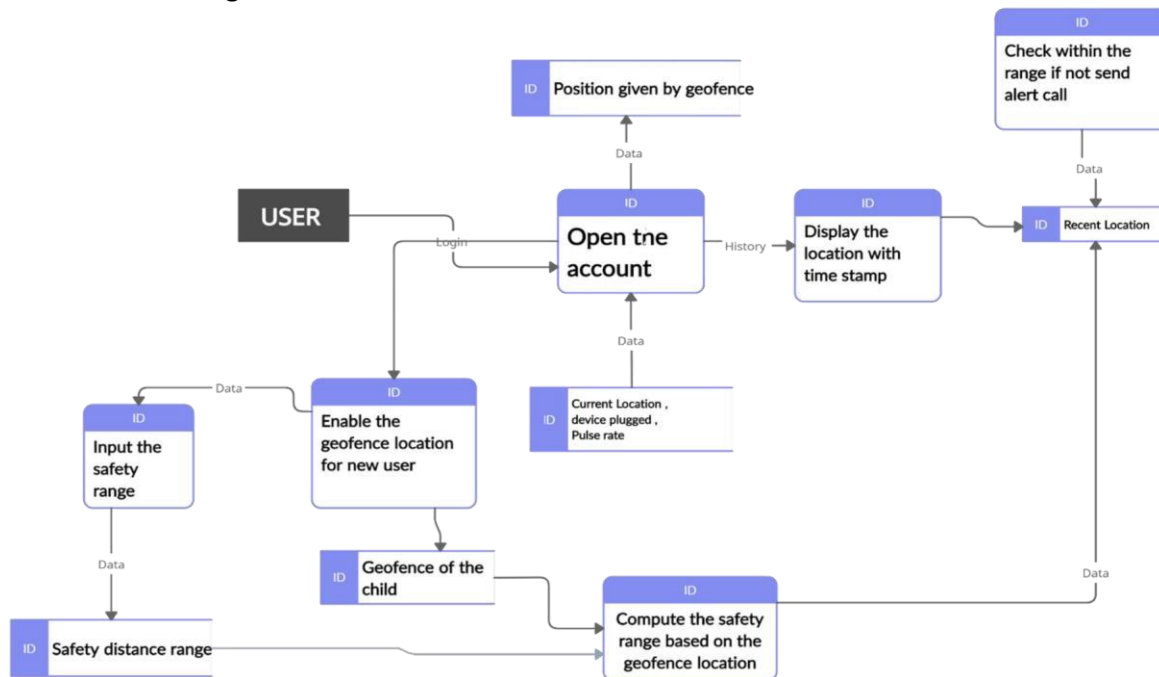 ID
Check within the
range if not send
alert call
ID
Position given by geofence
Data
Data
USER
ID
Open the
account
Login
History
ID
Display the
location with
time stamp
ID
Recent Location
Data
Data
ID
Current Location ,
device plugged ,
Pulse rate
ID
Enable the
geofence location
for new user
ID
Input the
safety
range
Data
ID
Geofence of the
child
Data
ID
Compute the safety
range based on the
geofence location
ID
Safety distance range